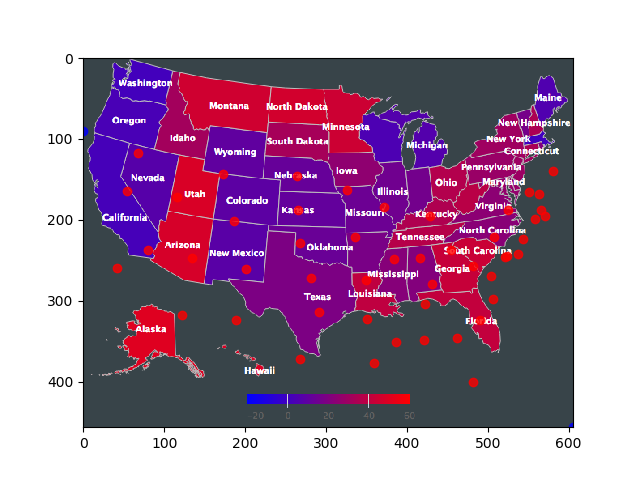 0
Washington
Maine
Montana
North Dakota
Oregon
Minnesota
New Hampshire
100
Idaho
South Dakota
New York
Michigan
Connecticut
Wyoming
Iowa
Pennsylvania
Nebraska
Nevada
Ohio
Maryland
Utah
Illinois
Colorado
200
Kansas
Missouri
Kentucky
Virginia
California
Arizona
New Mexico
Oklahoma
Tennessee
North Carolina
South Carolina
Mississippi
Georgia
300
Texas
Louisiana
Alaska
Florida
Hawaii
400
-20 0 20 40 60
0 100 200 300 400 500 600